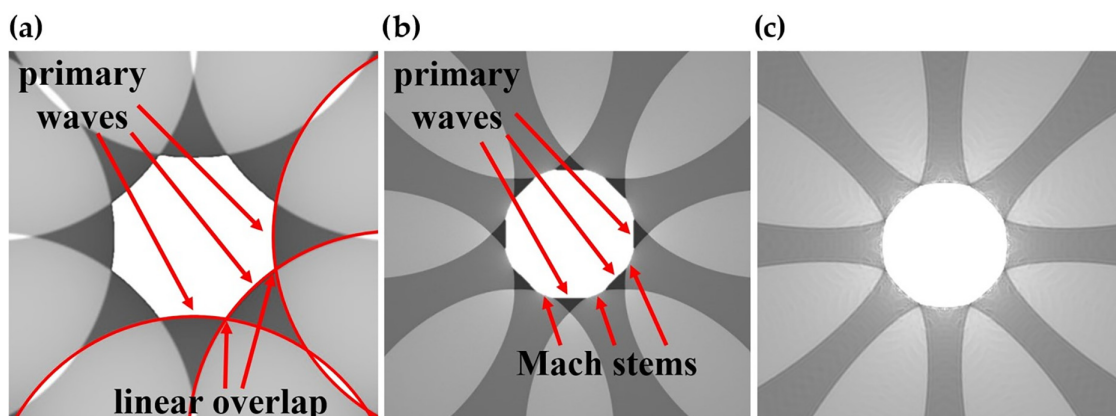 (a)
primary
waves
linear overlap
(b)
primary
waves
Mach stems
(c)